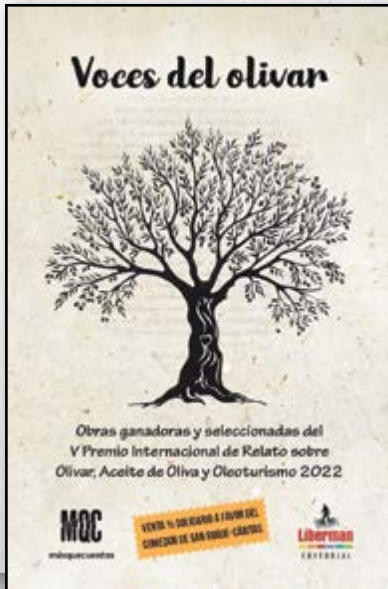 Voces del olivar
Obras ganadoras y seleccionadas del
V Premio Internacional de Relato sobre
Olivar, Aceite de Oliva y Oleoturismo 2022
MQC
másquecuentos
VENTA % SOLIDARIO A FAVOR DEL
COMEDOR DE SAN ROQUE-CÁRITAS
Liberman
EDITORIAL